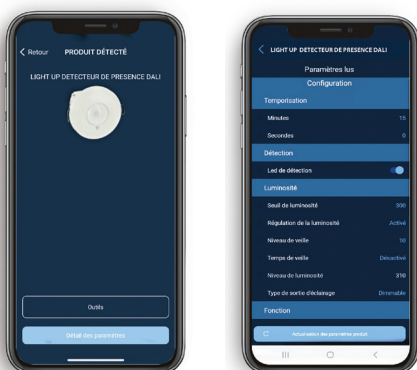 Retour PRODUIT DÉTECTÉ
LIGHT UP DETECTEUR DE PRESENCE DALI
Outils
Détail des paramètres
LIGHT UP DETECTEUR DE PRESENCE DALI
Paramètres lus
Configuration
Temporisation
Minutes 15
Secondes 0
Détection
Led de détection
Luminosité
Seuil de luminosité 300
Régulation de la luminosité Activé
Niveau de veille 10
Temps de veille Désactivé
Niveau de luminosité 310
Type de sortie d'éclairage Dimmable
Fonction
Actualisation des paramètres produit